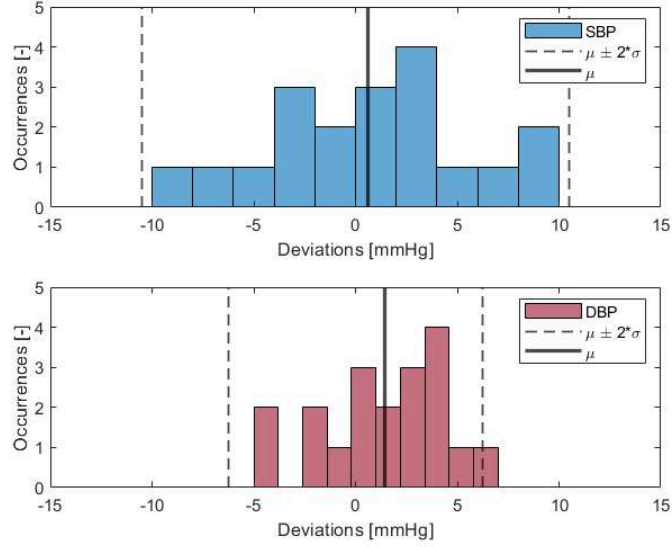 5
4
3
2
1
0
Occurrences [-]
-15
-10
-5
0
5
10
15
Deviations [mmHg]
SBP
μ ± 2*σ
μ
5
4
3
2
1
0
Occurrences [-]
-15
-10
-5
0
5
10
15
Deviations [mmHg]
DBP
μ ± 2*σ
μ